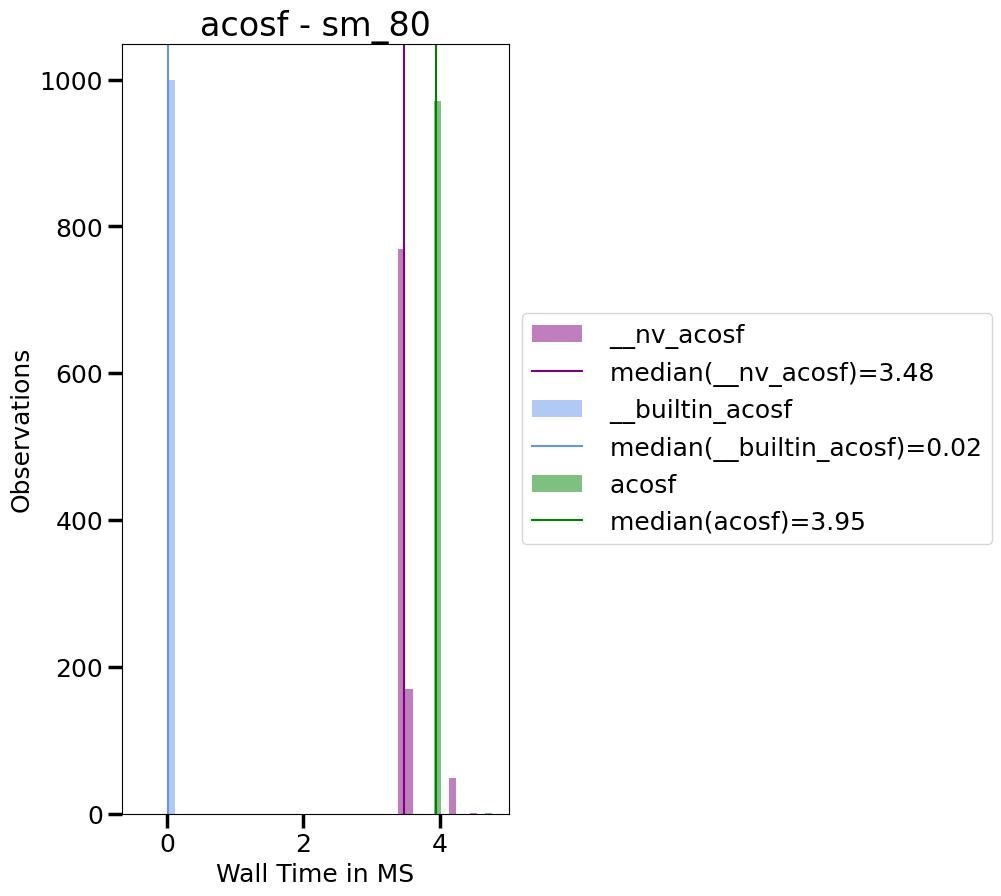 acosf - sm_80
1000
800
600
400
200
0
Observations
0 2 4
Wall Time in MS
__nv_acosf
median(__nv_acosf)=3.48
__builtin_acosf
median(__builtin_acosf)=0.02
acosf
median(acosf)=3.95